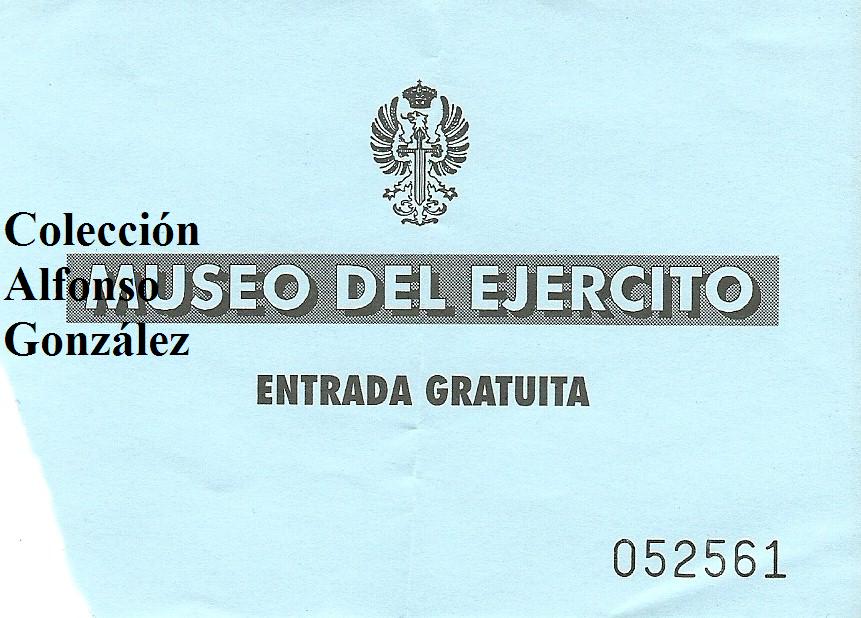 Colección
Alfonso
González
MUSEO DEL EJERCITO
ENTRADA GRATUITA
052561